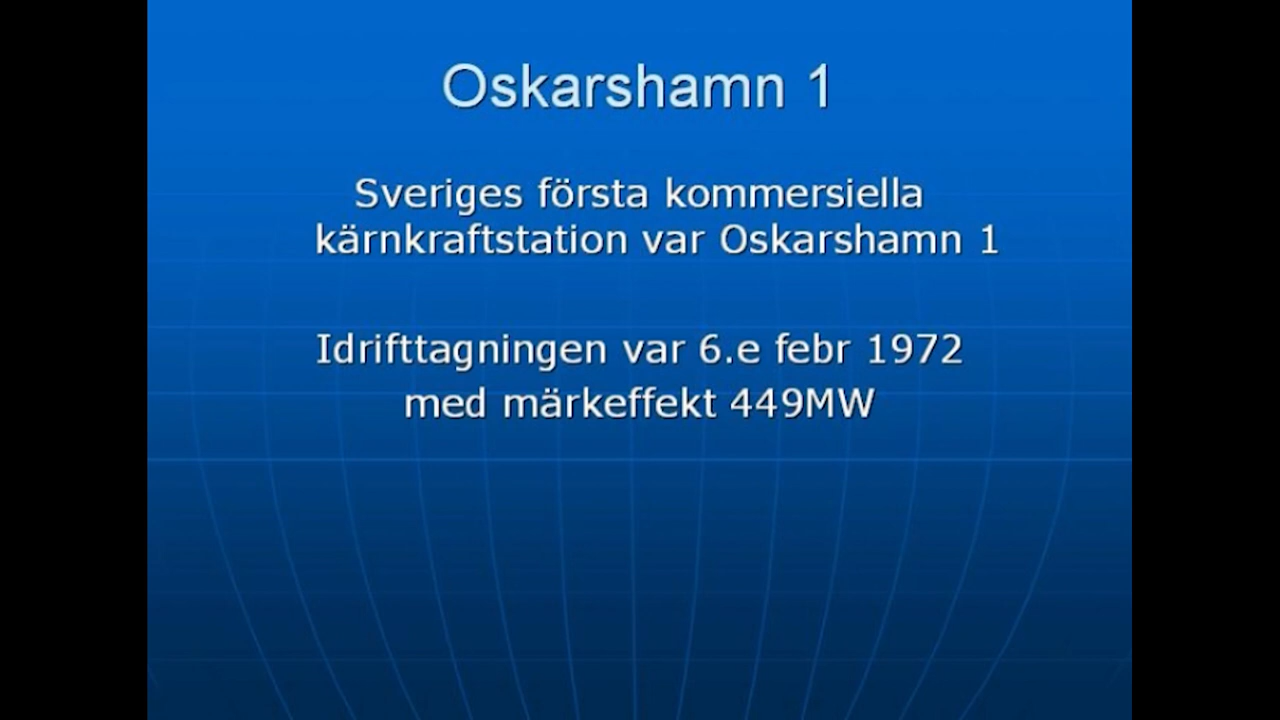 Oskarshamn 1
Sveriges första kommersiella
kärnkraftstation var Oskarshamn 1
Idrifttagningen var 6.e febr 1972
med märkeffekt 449MW